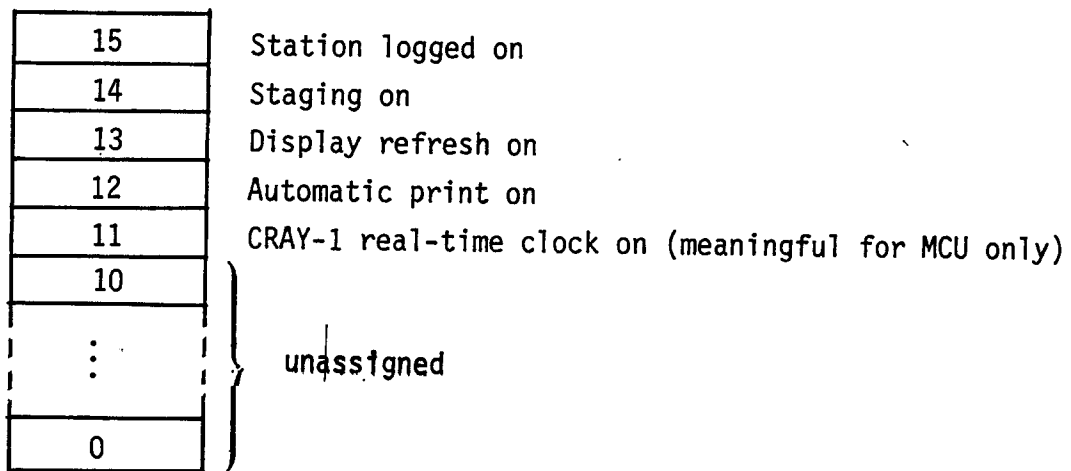 15 Station logged on
14 Staging on
13 Display refresh on
12 Automatic print on
11 CRAY-1 real-time clock on (meaningful for MCU only)
10
⋮ unassigned
0